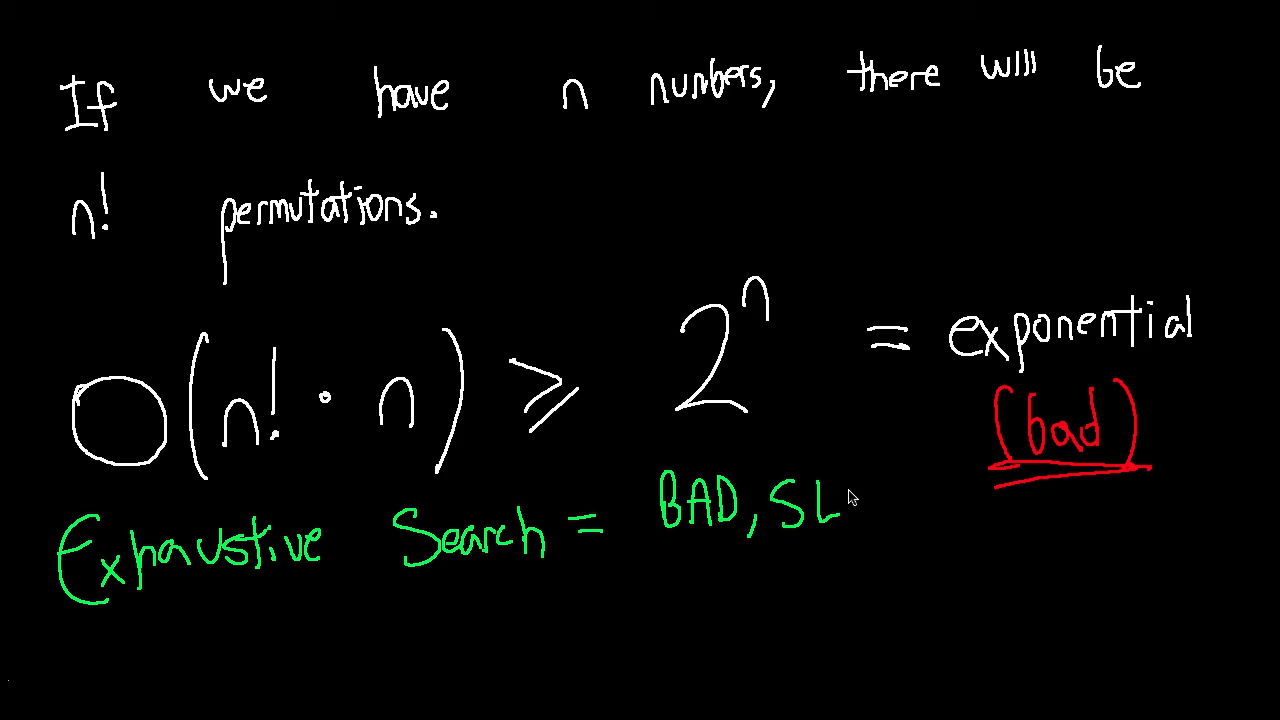 If we have n numbers, there will be
n! permutations.
O(n! · n) ≥ 2ⁿ = exponential
(bad)
Exhaustive Search = BAD, SL